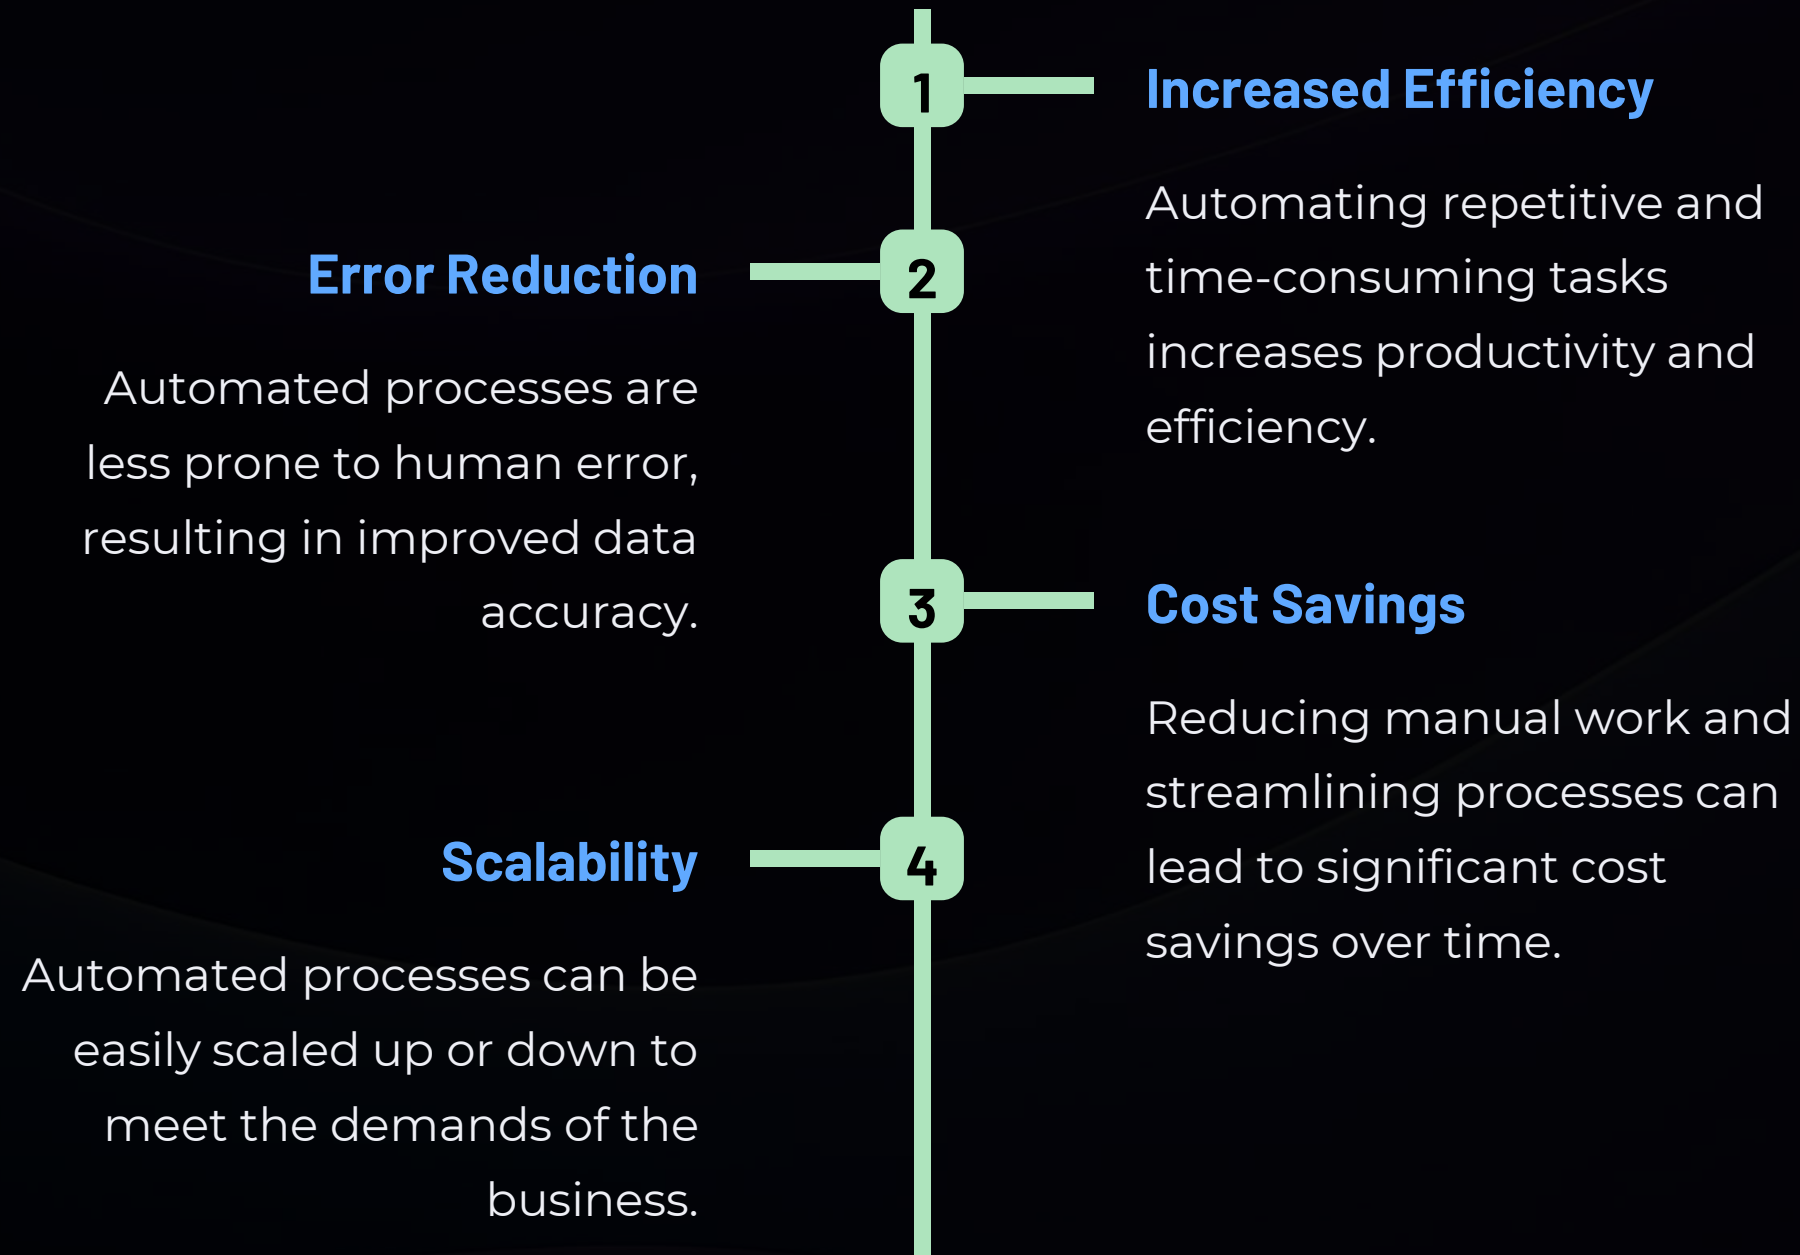 1
Increased Efficiency
Automating repetitive and
time-consuming tasks
increases productivity and
efficiency.
2
Error Reduction
Automated processes are
less prone to human error,
resulting in improved data
accuracy.
3
Cost Savings
Reducing manual work and
streamlining processes can
lead to significant cost
savings over time.
4
Scalability
Automated processes can be
easily scaled up or down to
meet the demands of the
business.